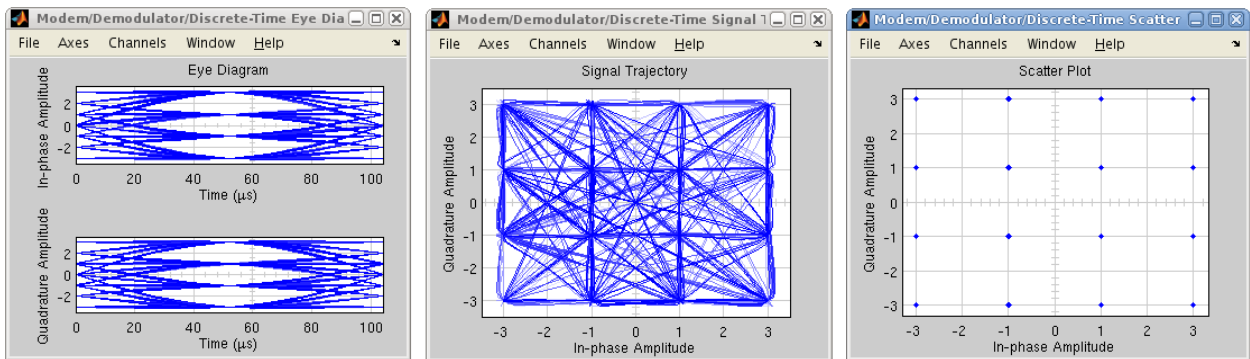 Modem/Demodulator/Discrete-Time Eye Dia
File Axes Channels Window Help
Eye Diagram
In-phase Amplitude
2
0
-2
0 20 40 60 80 100
Time (μs)
Quadrature Amplitude
2
0
-2
0 20 40 60 80 100
Time (μs)
Modem/Demodulator/Discrete-Time Signal T
File Axes Channels Window Help
Signal Trajectory
Quadrature Amplitude
3
2
1
0
-1
-2
-3
-3 -2 -1 0 1 2 3
In-phase Amplitude
Modem/Demodulator/Discrete-Time Scatter
File Axes Channels Window Help
Scatter Plot
Quadrature Amplitude
3
2
1
0
-1
-2
-3
-3 -2 -1 0 1 2 3
In-phase Amplitude